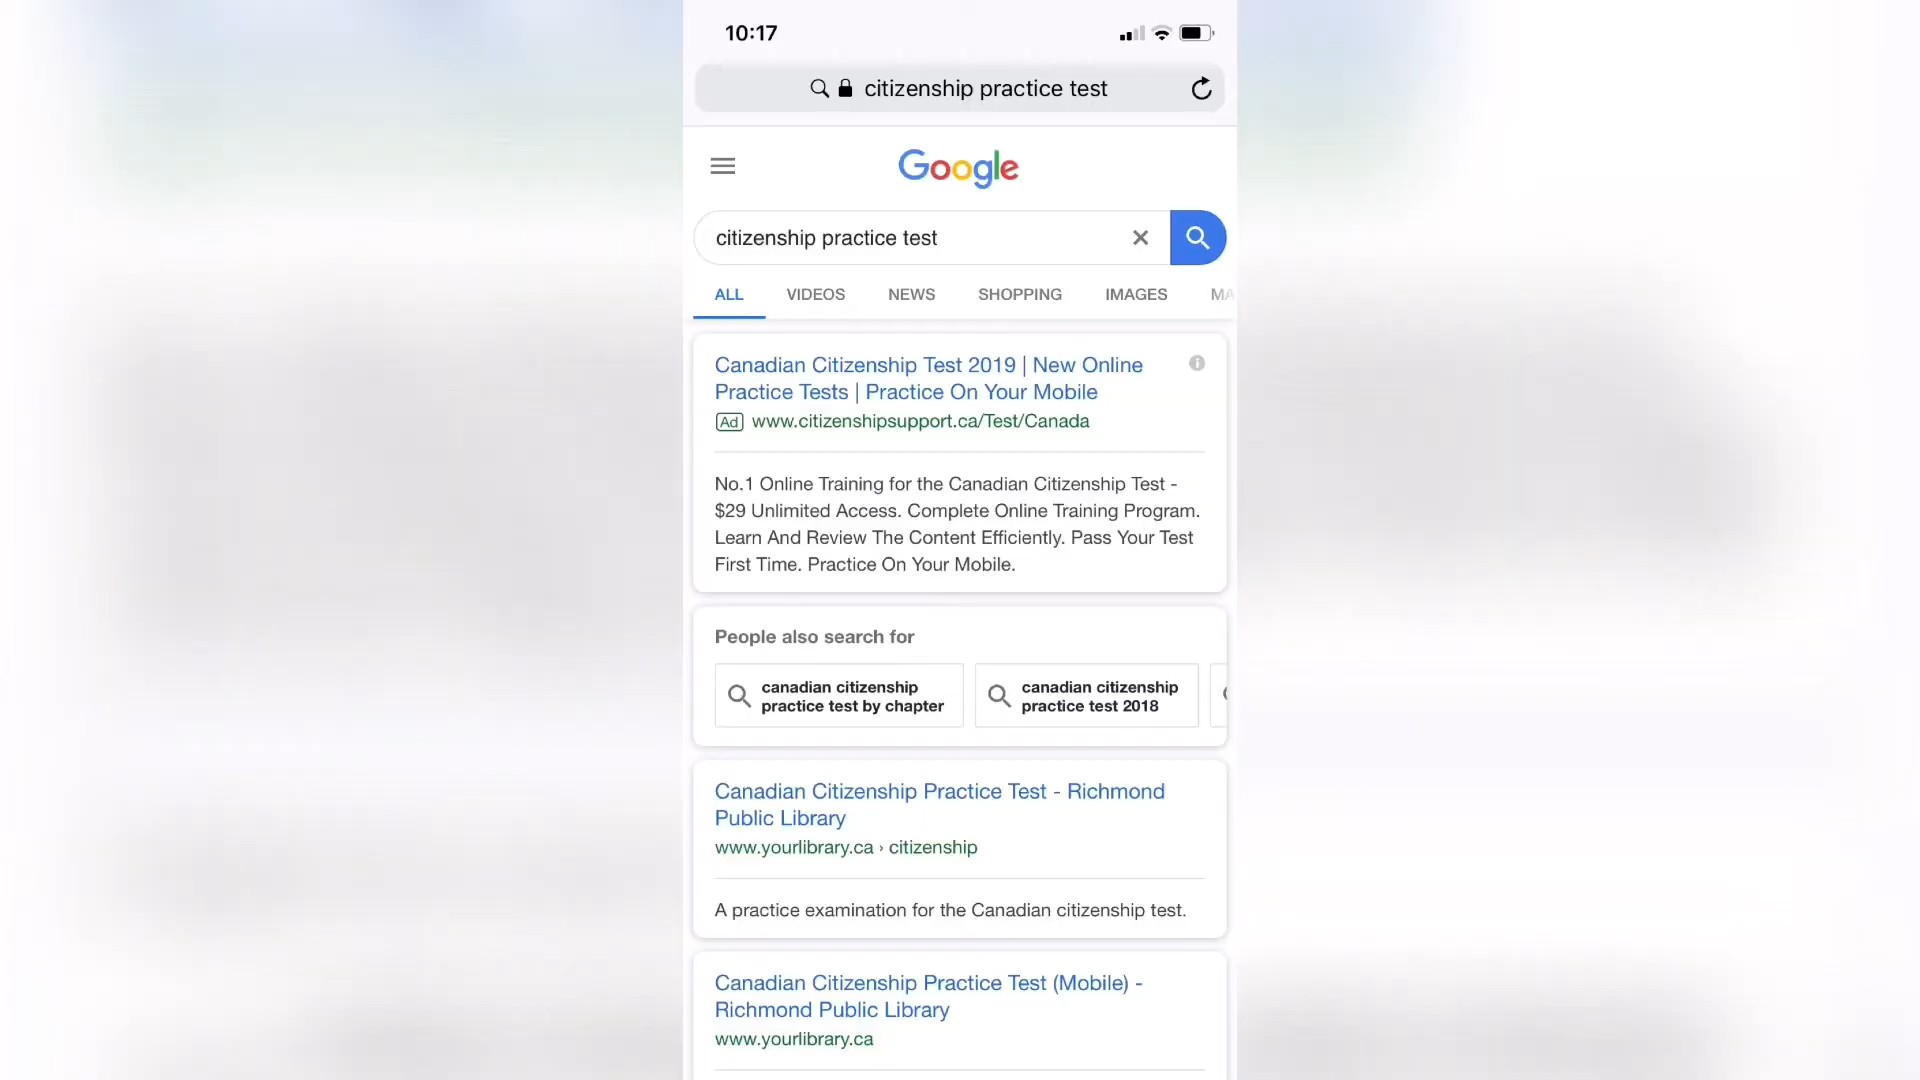 10:17
citizenship practice test
Google
citizenship practice test
ALL VIDEOS NEWS SHOPPING IMAGES MA
Canadian Citizenship Test 2019 | New Online
Practice Tests | Practice On Your Mobile
Ad www.citizenshipsupport.ca/Test/Canada
No.1 Online Training for the Canadian Citizenship Test -
$29 Unlimited Access. Complete Online Training Program.
Learn And Review The Content Efficiently. Pass Your Test
First Time. Practice On Your Mobile.
People also search for
canadian citizenship
practice test by chapter
canadian citizenship
practice test 2018
Canadian Citizenship Practice Test - Richmond
Public Library
www.yourlibrary.ca › citizenship
A practice examination for the Canadian citizenship test.
Canadian Citizenship Practice Test (Mobile) -
Richmond Public Library
www.yourlibrary.ca